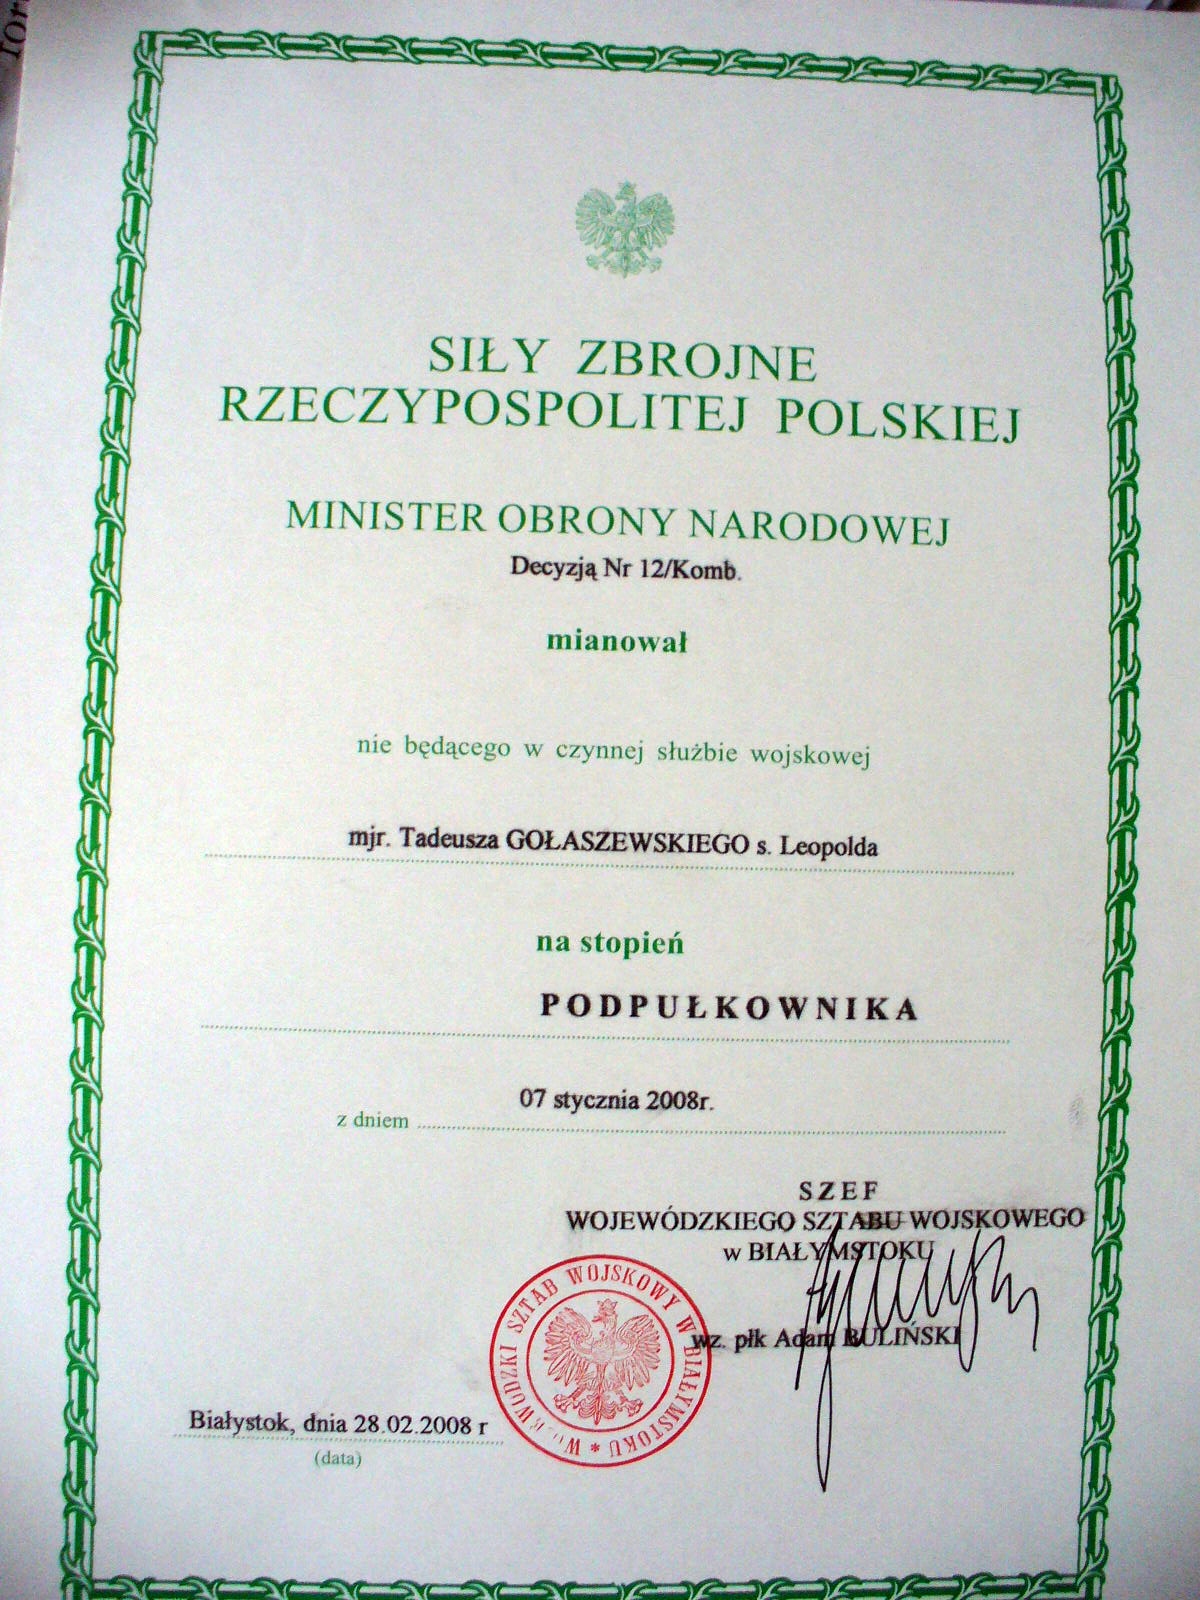 SIŁY ZBROJNE
RZECZYPOSPOLITEJ POLSKIEJ
MINISTER OBRONY NARODOWEJ
Decyzją Nr 12/Komb.
mianował
nie będącego w czynnej służbie wojskowej
mjr. Tadeusza GOŁASZEWSKIEGO s. Leopolda
na stopień
PODPUŁKOWNIKA
07 stycznia 2008r.
z dniem
SZEF
WOJEWÓDZKIEGO SZTABU WOJSKOWEGO
w BIAŁYMSTOKU
wz. płk Adam BULIŃSKI
WOJEWÓDZKI SZTAB WOJSKOWY W BIAŁYMSTOKU *
Białystok, dnia 28.02.2008 r
(data)